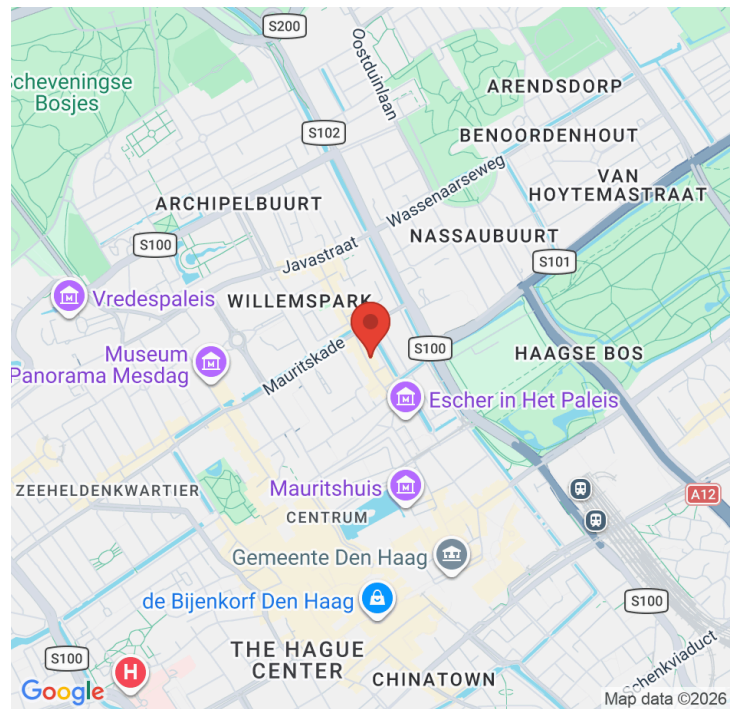 S200
Oostduinlaan
Scheveningse
Bosjes
ARENDSDORP
S102
BENOORDENHOUT
VAN
HOYTEMASTRAAT
ARCHIPELBUURT
Wassenaarseweg
S100
NASSAUBUURT
Javastraat
S101
Vredespaleis
WILLEMSPARK
Museum
Panorama Mesdag
Mauritskade
S100
HAAGSE BOS
Escher in Het Paleis
ZEEHELDENKWARTIER
Mauritshuis
A12
CENTRUM
Gemeente Den Haag
de Bijenkorf Den Haag
S100
THE HAGUE
CENTER
S100
H
CHINATOWN
Schenkviaduct
Google
Map data ©2026